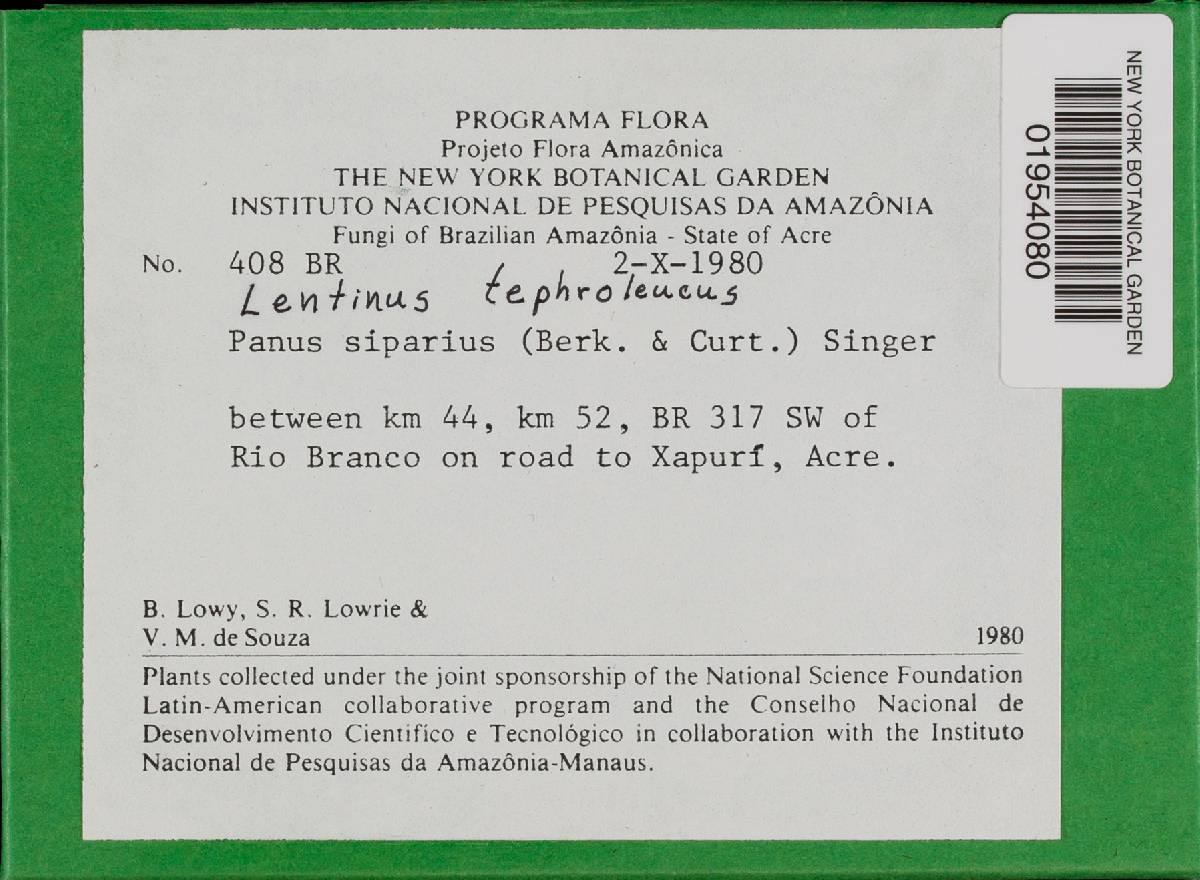 PROGRAMA FLORA
Projeto Flora Amazônica
THE NEW YORK BOTANICAL GARDEN
INSTITUTO NACIONAL DE PESQUISAS DA AMAZÔNIA
Fungi of Brazilian Amazônia - State of Acre
No. 408 BR 2-X-1980
Lentinus tephroleucus
Panus siparius (Berk. & Curt.) Singer
between km 44, km 52, BR 317 SW of
Rio Branco on road to Xapurí, Acre.
B. Lowy, S. R. Lowrie &
V. M. de Souza 1980
Plants collected under the joint sponsorship of the National Science Foundation
Latin-American collaborative program and the Conselho Nacional de
Desenvolvimento Cientifíco e Tecnológico in collaboration with the Instituto
Nacional de Pesquisas da Amazônia-Manaus.
NEW YORK BOTANICAL GARDEN
01954080